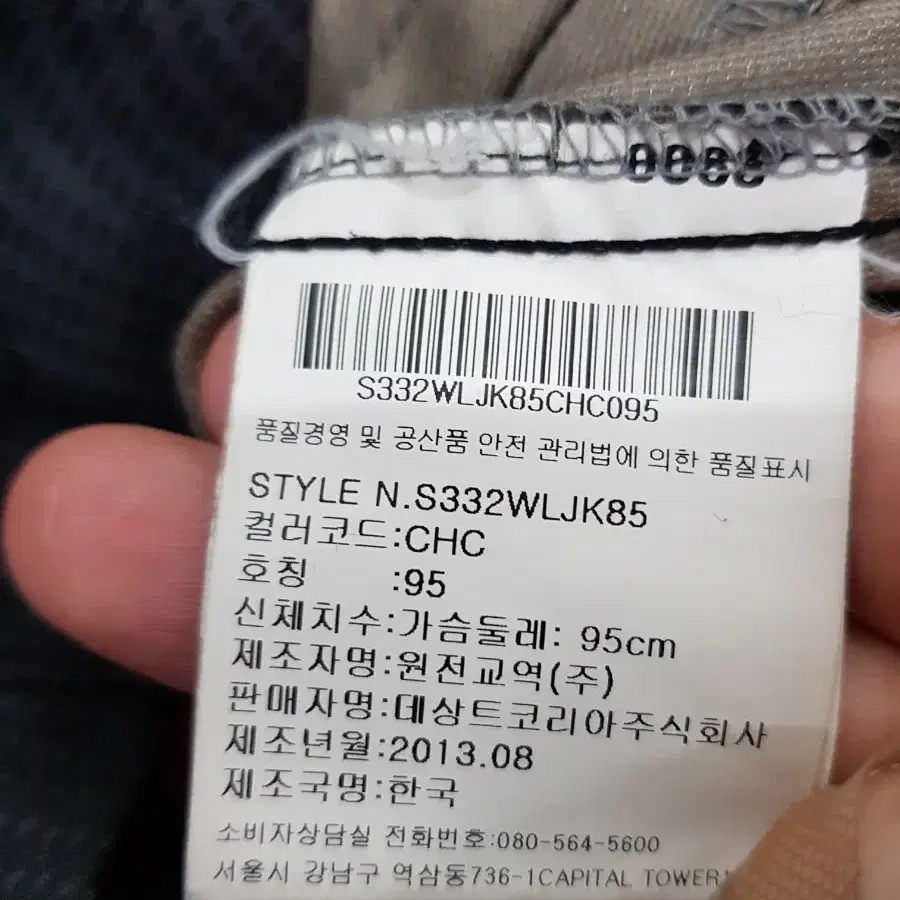 S332WLJK85CHC095
품질경영 및 공산품 안전 관리법에 의한 품질표시
STYLE N.S332WLJK85
컬러코드:CHC
호칭 :95
신체치수:가슴둘레: 95cm
제조자명:원전교역(주)
판매자명:데상트코리아주식회사
제조년월:2013.08
제조국명:한국
소비자상담실 전화번호:080-564-5600
서울시 강남구 역삼동736-1CAPITAL TOWER